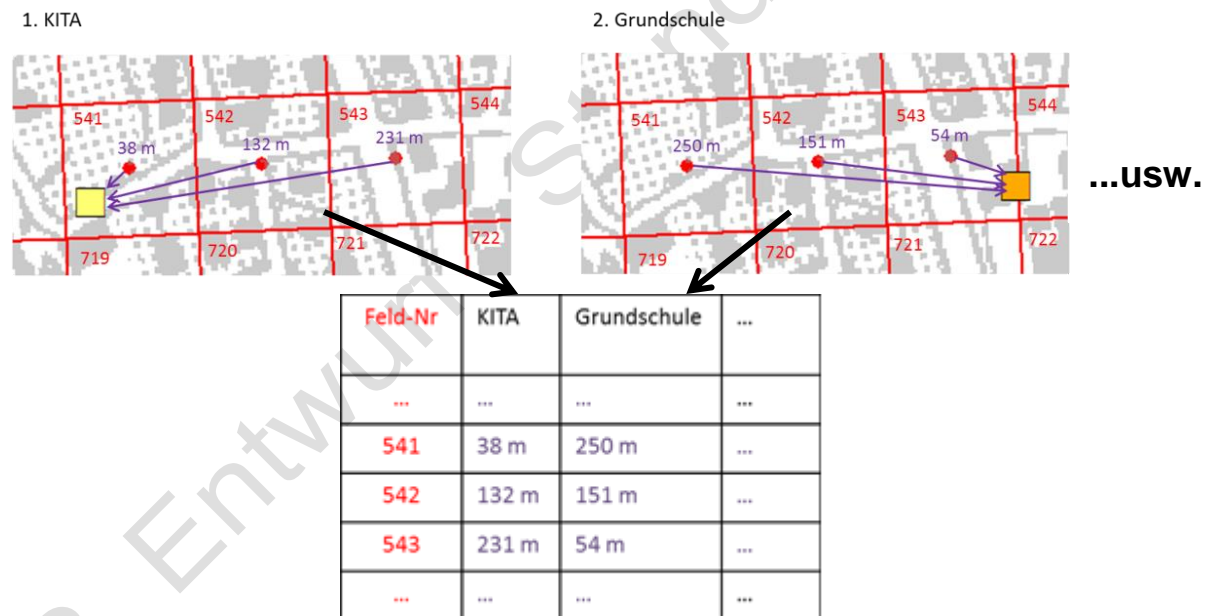 1. KITA
2. Grundschule
541
542
543
544
38 m
132 m
231 m
719
720
721
722
541
542
543
544
250 m
151 m
54 m
719
720
721
722
...usw.
Feld-Nr KITA Grundschule ...
... ... ... ...
541 38 m 250 m ...
542 132 m 151 m ...
543 231 m 54 m ...
... ... ... ...
Entwurf